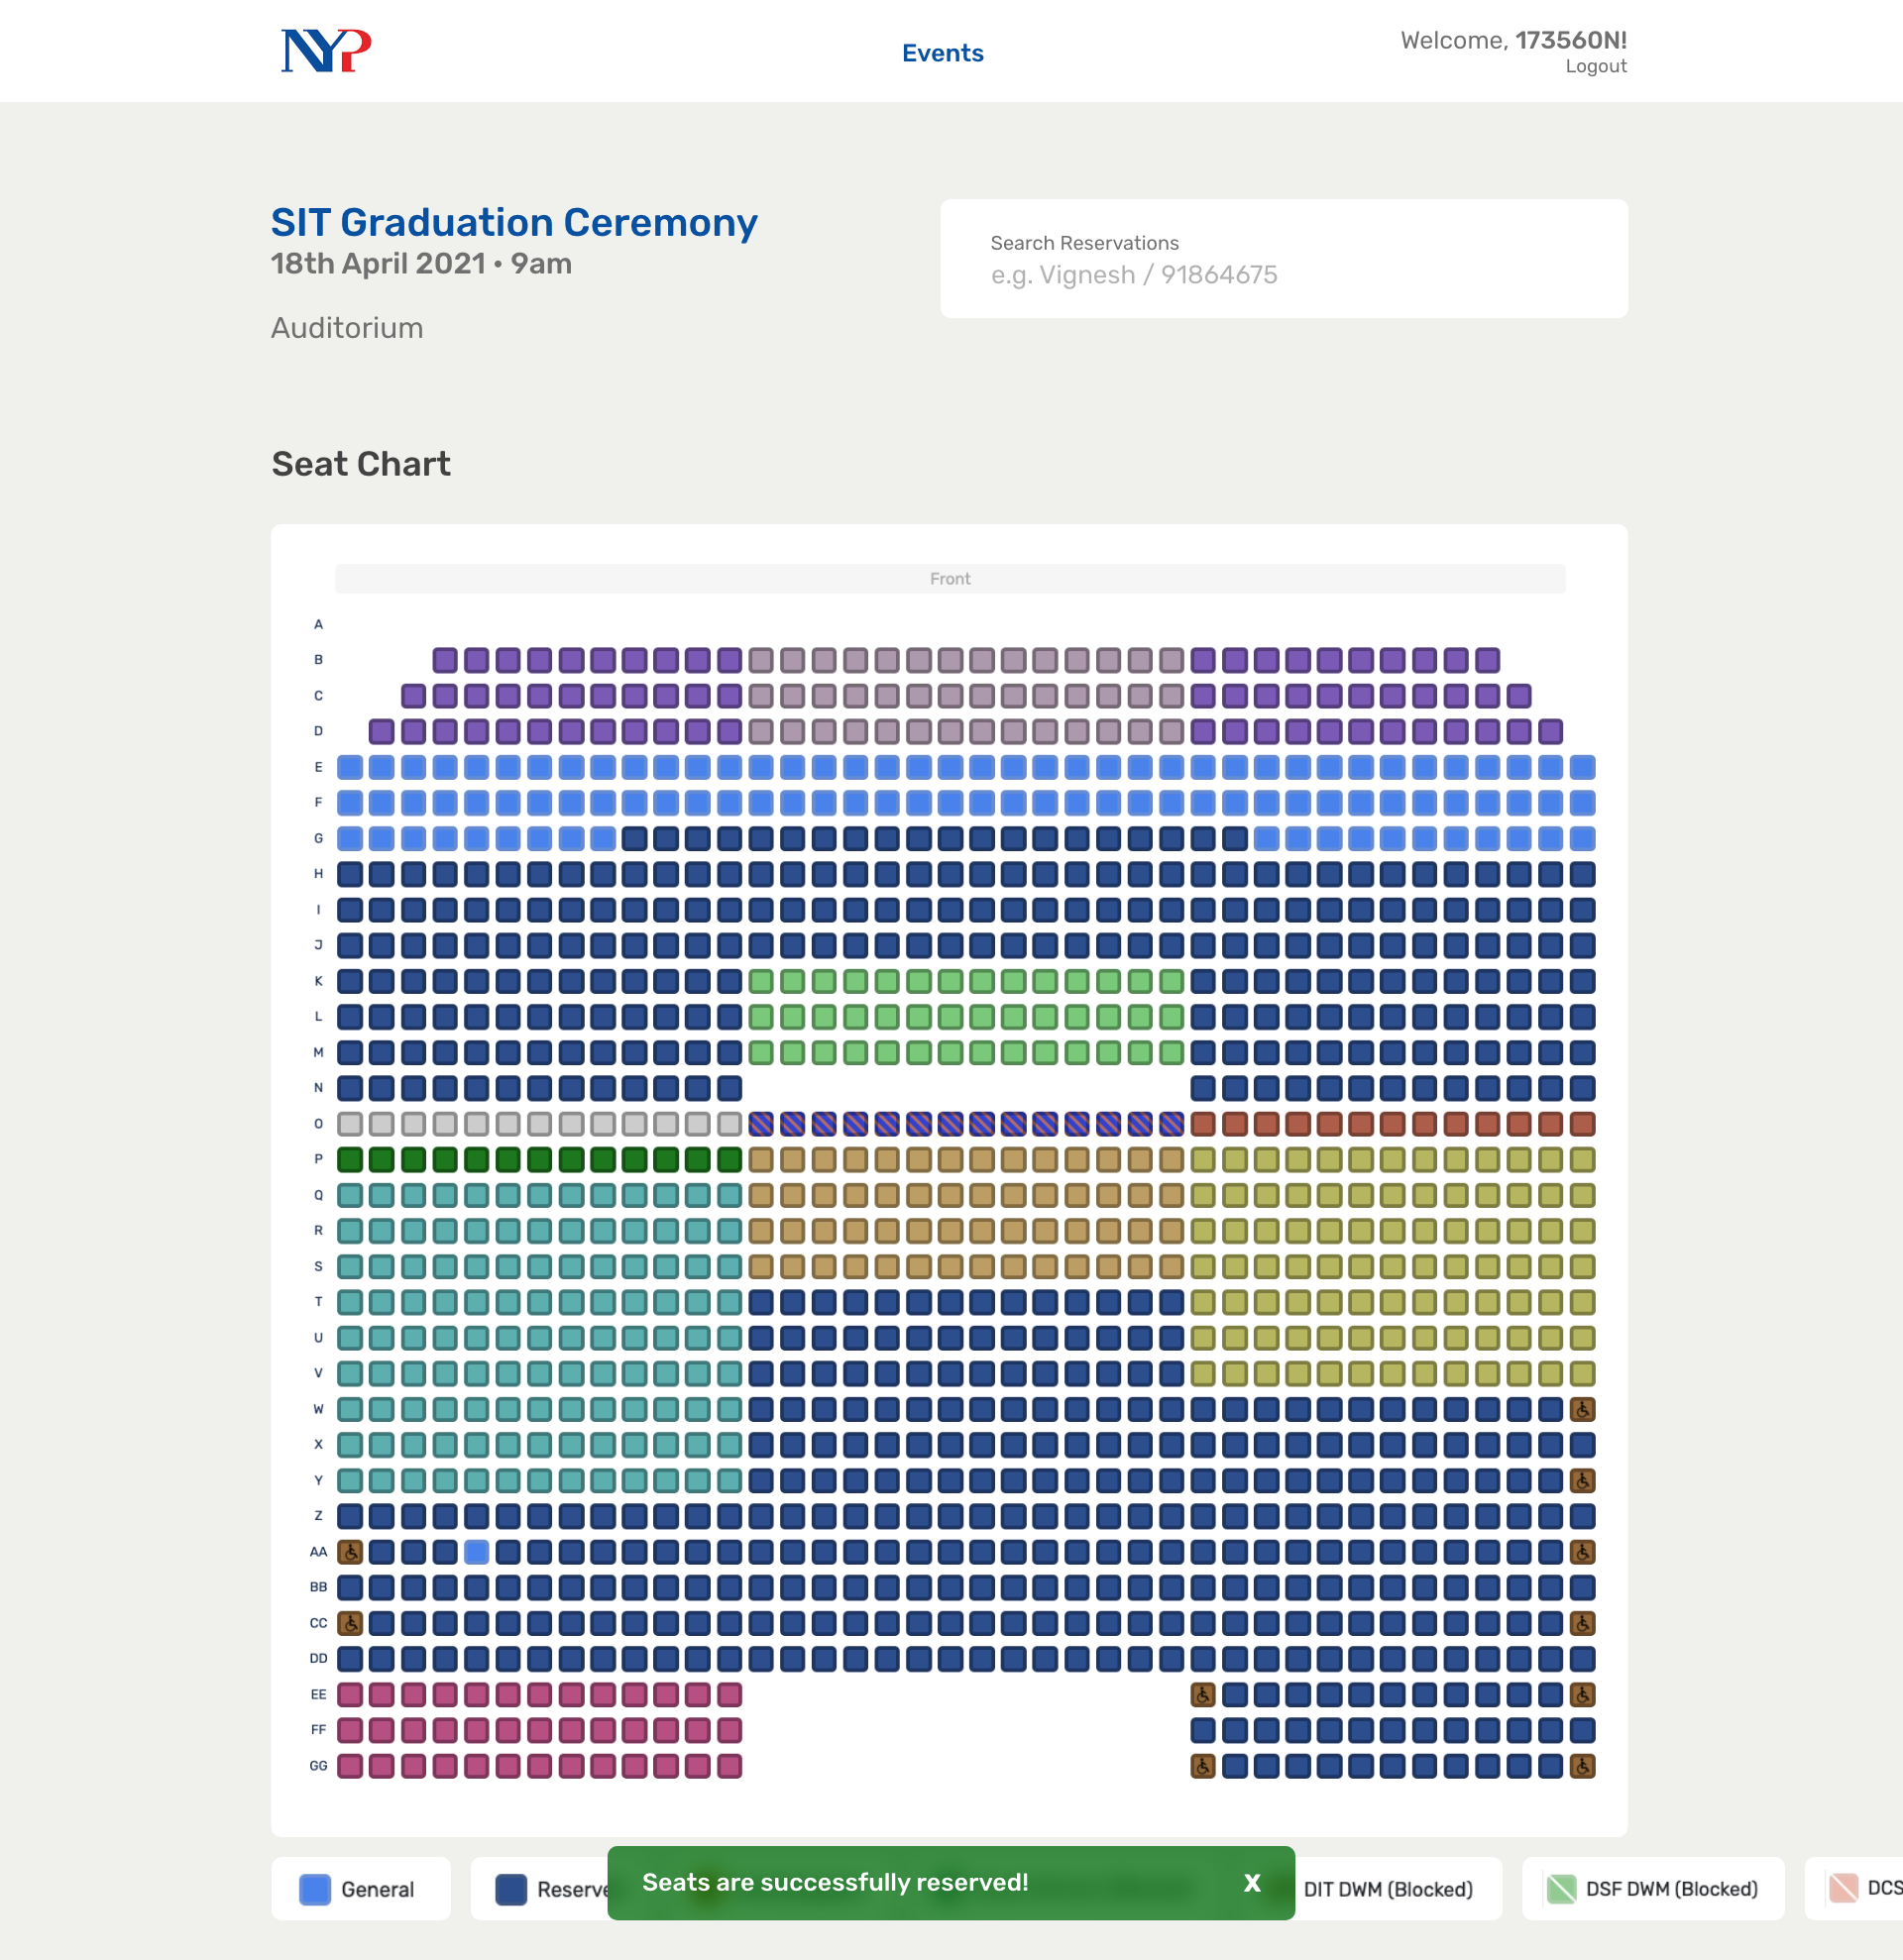 NYP
Events
Welcome, 173560N!
Logout
SIT Graduation Ceremony
18th April 2021 • 9am
Auditorium
Search Reservations
e.g. Vignesh / 91864675
Seat Chart
Front
A
B
C
D
E
F
G
H
I
J
K
L
M
N
O
P
Q
R
S
T
U
V
W
X
Y
Z
AA
BB
CC
DD
EE
FF
GG
General
Reserve
Seats are successfully reserved!
X
DIT DWM (Blocked)
DSF DWM (Blocked)
DCS